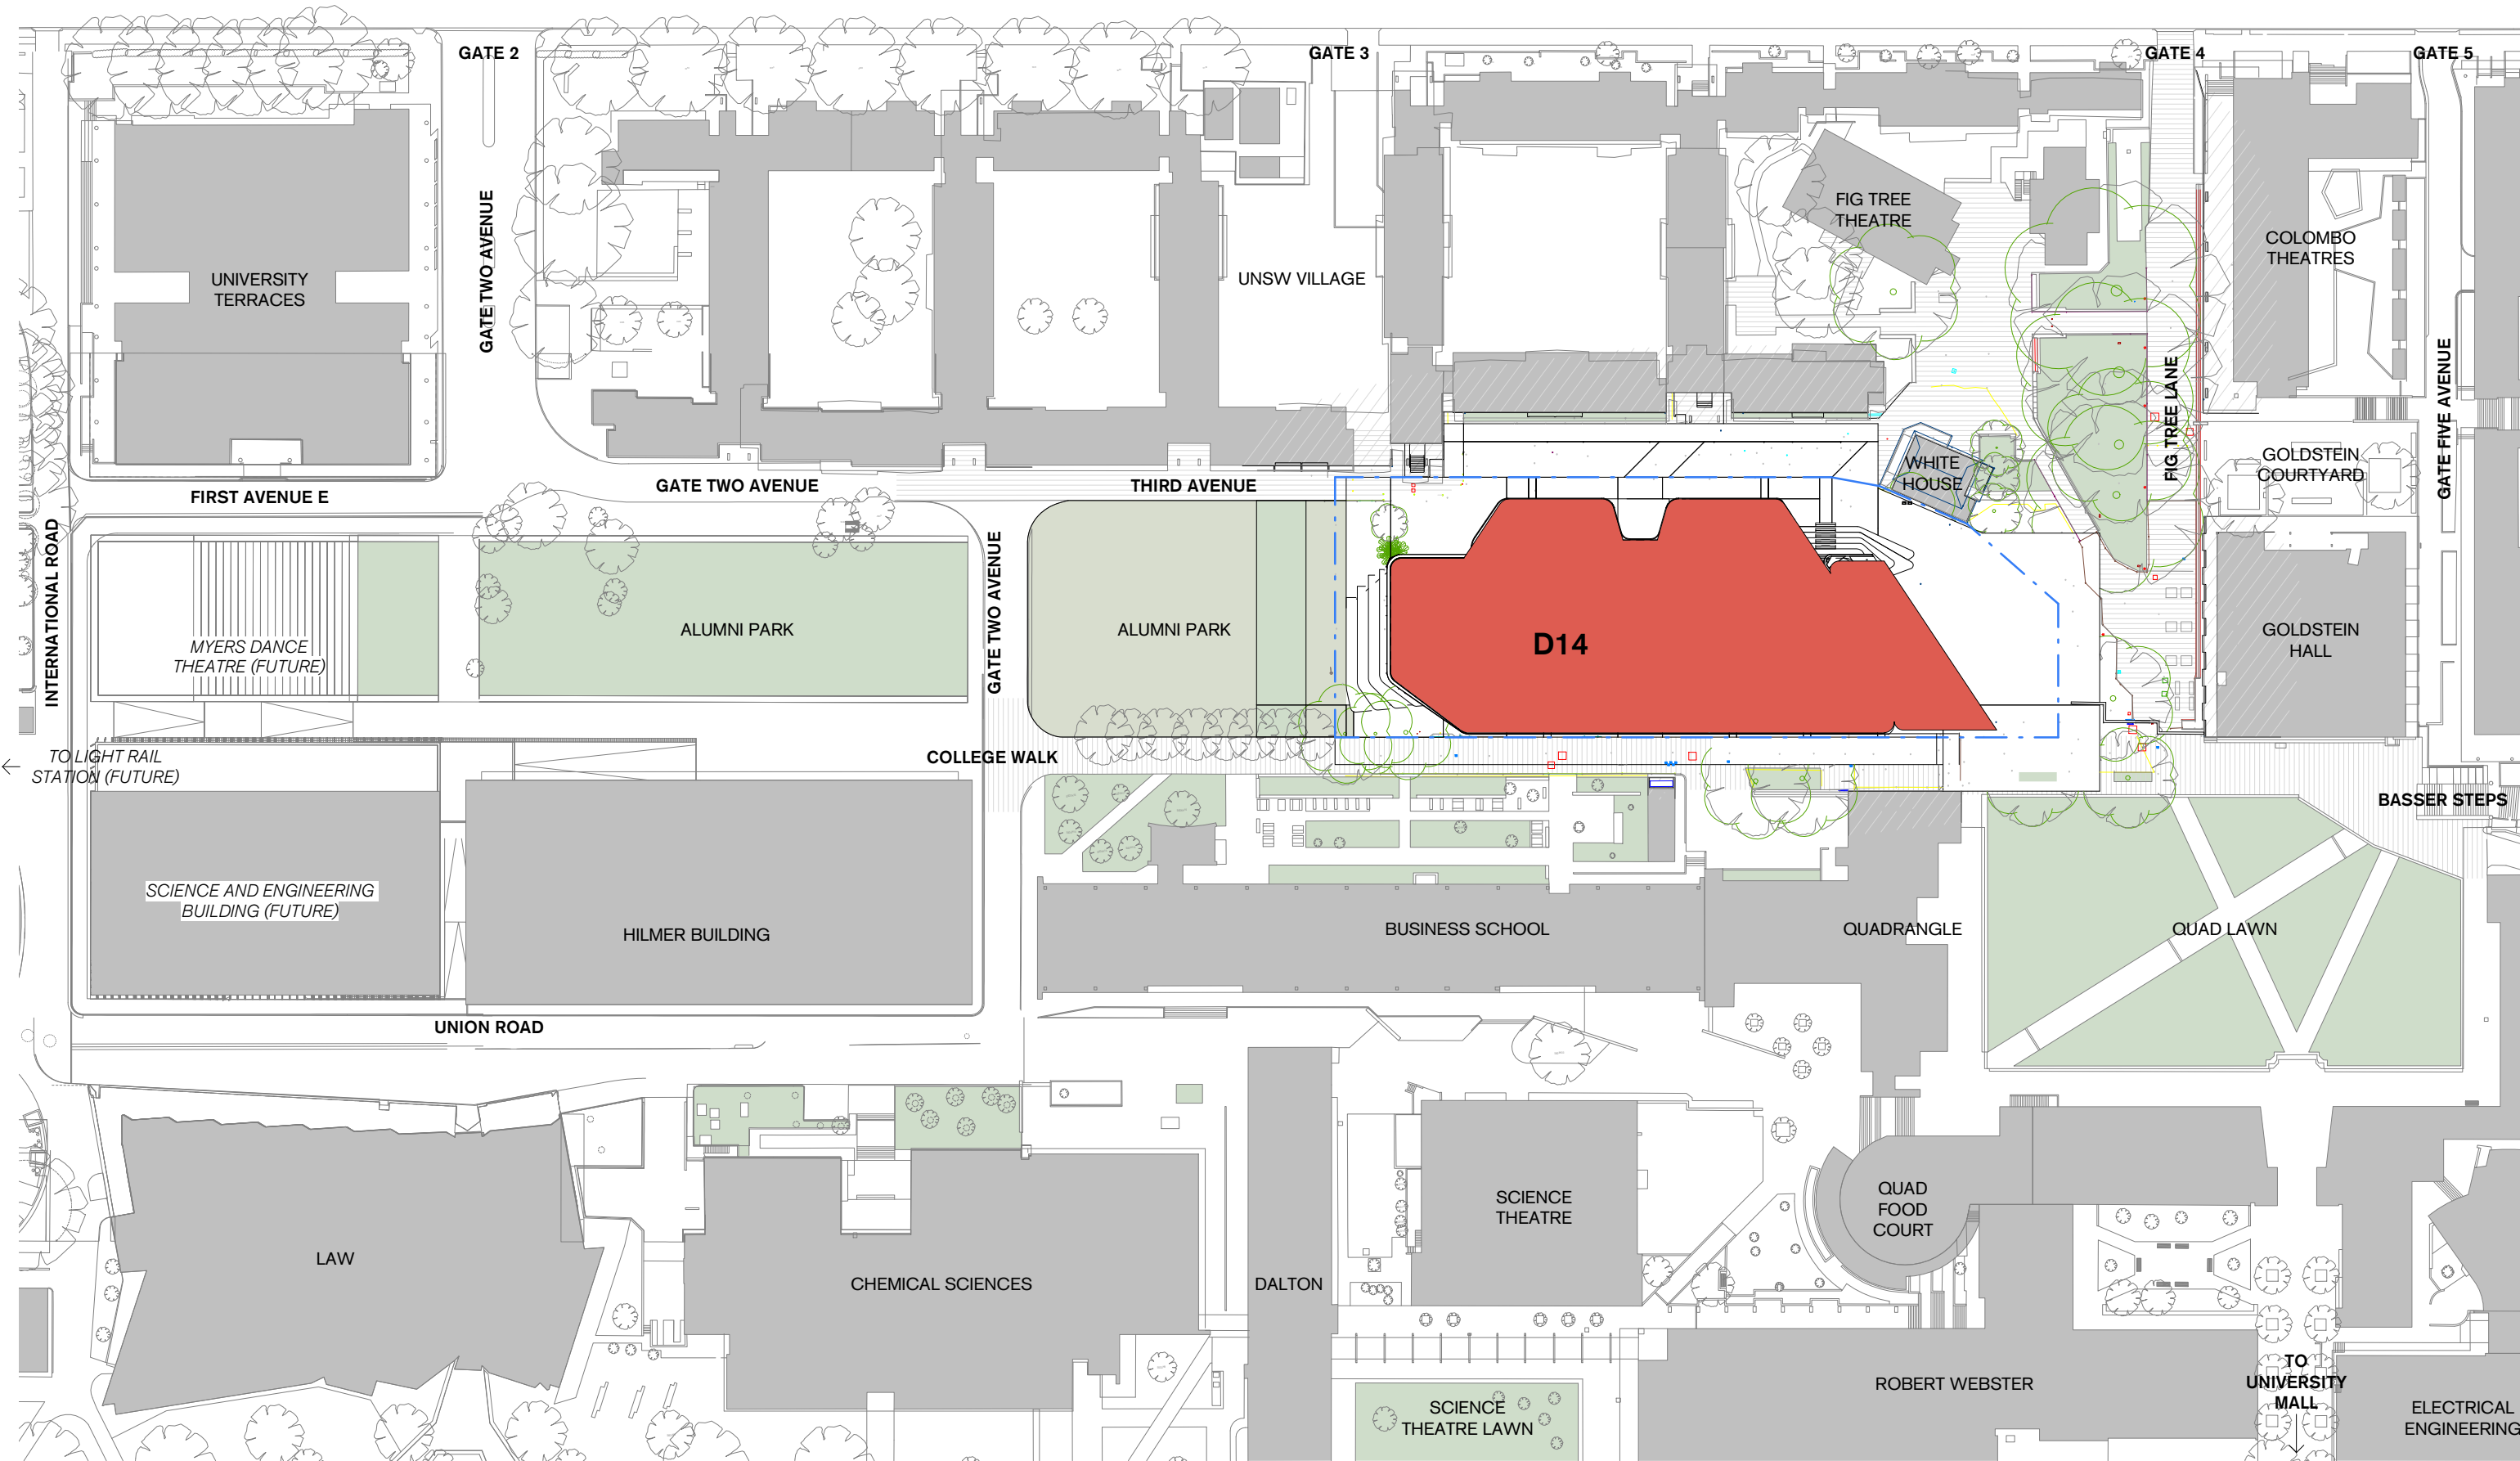 GATE 2
GATE 3
GATE 4
GATE 5
GATE TWO AVENUE
UNIVERSITY
TERRACES
UNSW VILLAGE
FIG TREE
THEATRE
COLOMBO
THEATRES
FIG TREE LANE
GATE FIVE AVENUE
WHITE
HOUSE
GOLDSTEIN
COURTYARD
FIRST AVENUE E
GATE TWO AVENUE
THIRD AVENUE
INTERNATIONAL ROAD
MYERS DANCE
THEATRE (FUTURE)
ALUMNI PARK
GATE TWO AVENUE
ALUMNI PARK
D14
GOLDSTEIN
HALL
TO LIGHT RAIL
STATION (FUTURE)
COLLEGE WALK
BASSER STEPS
SCIENCE AND ENGINEERING
BUILDING (FUTURE)
HILMER BUILDING
BUSINESS SCHOOL
QUADRANGLE
QUAD LAWN
UNION ROAD
LAW
CHEMICAL SCIENCES
DALTON
SCIENCE
THEATRE
QUAD
FOOD
COURT
SCIENCE
THEATRE LAWN
ROBERT WEBSTER
TO
UNIVERSITY
MALL
ELECTRICAL
ENGINEERING